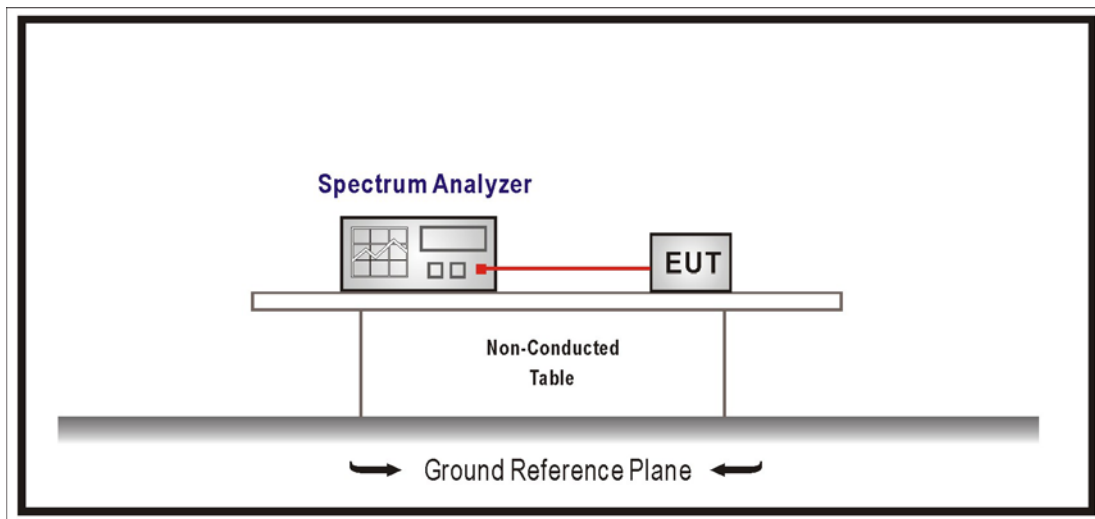 Spectrum Analyzer
EUT
Non-Conducted
Table
Ground Reference Plane